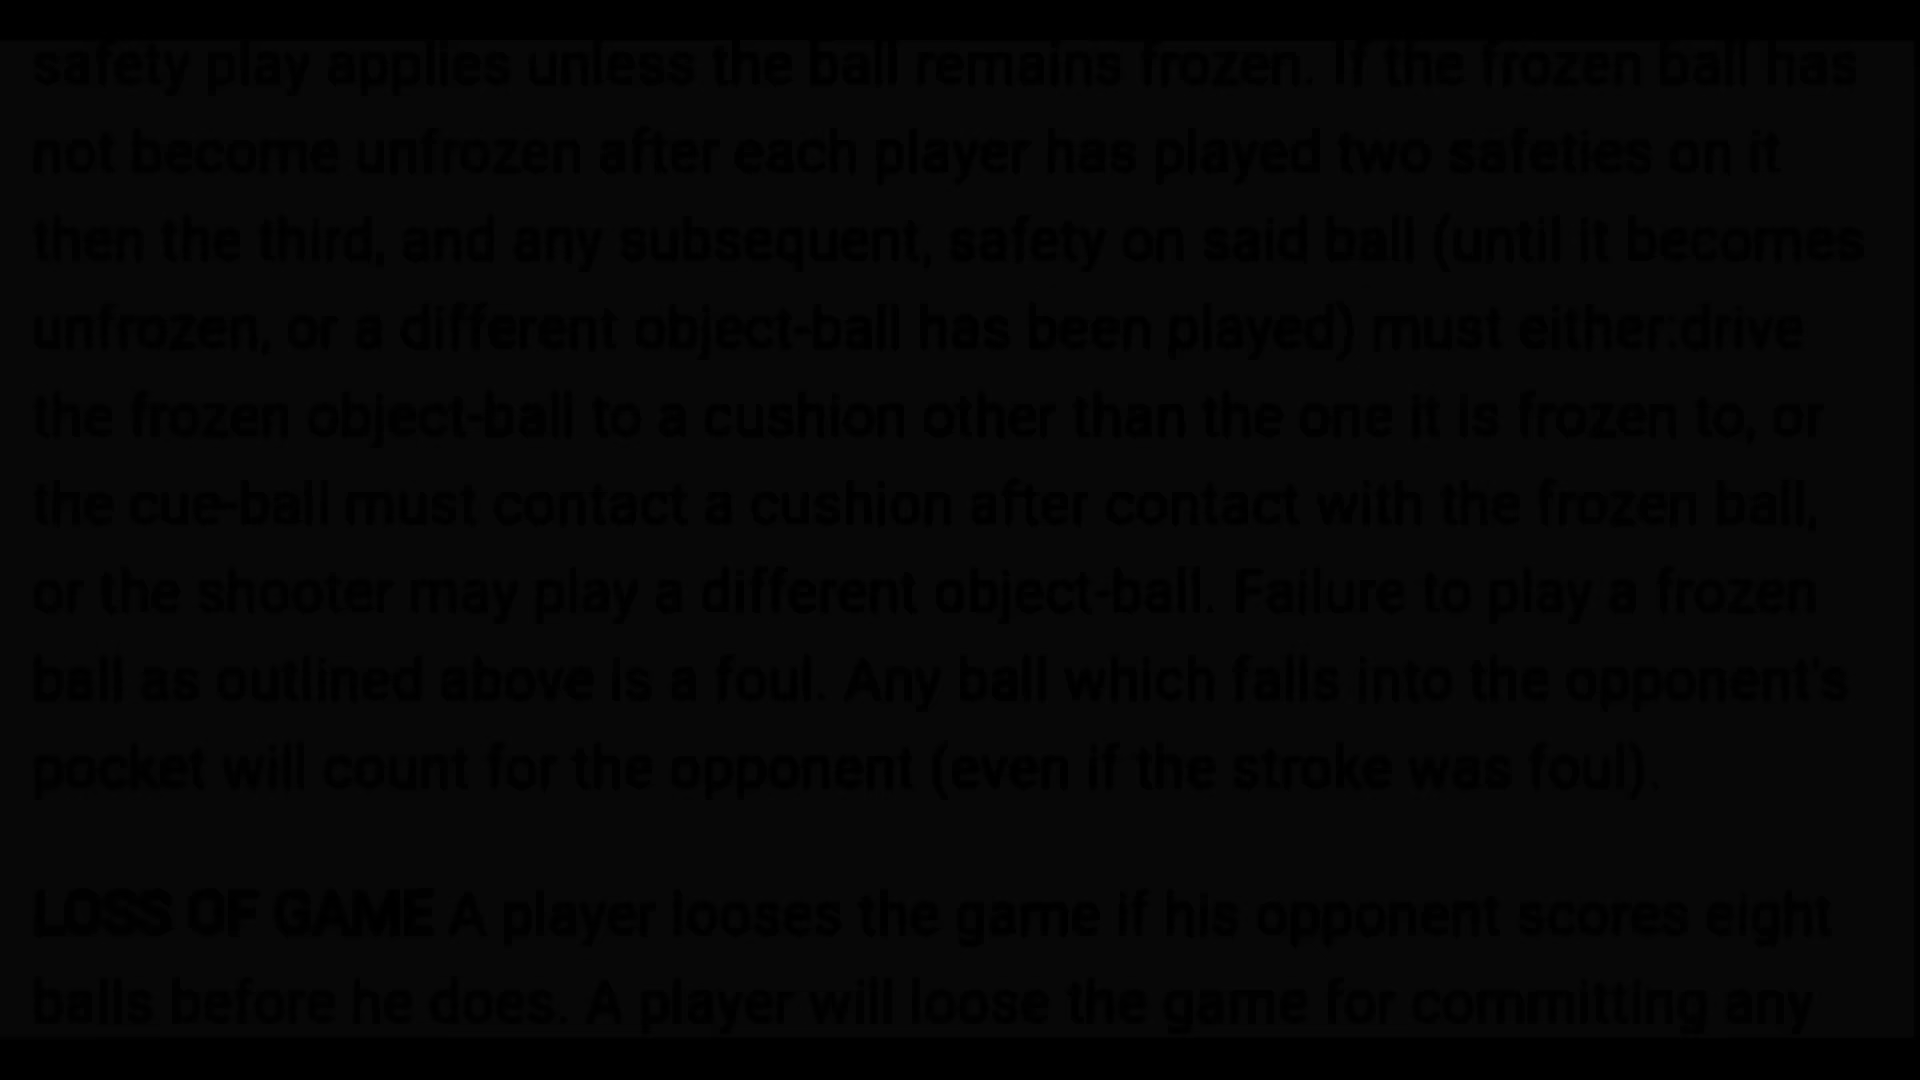 safety play applies unless the ball remains frozen. If the frozen ball has
not become unfrozen after each player has played two safeties on it
then the third, and any subsequent, safety on said ball (until it becomes
unfrozen, or a different object-ball has been played) must either:drive
the frozen object-ball to a cushion other than the one it is frozen to, or
the cue-ball must contact a cushion after contact with the frozen ball,
or the shooter may play a different object-ball. Failure to play a frozen
ball as outlined above is a foul. Any ball which falls into the opponent's
pocket will count for the opponent (even if the stroke was foul).
LOSS OF GAME A player looses the game if his opponent scores eight
balls before he does. A player will loose the game for committing any